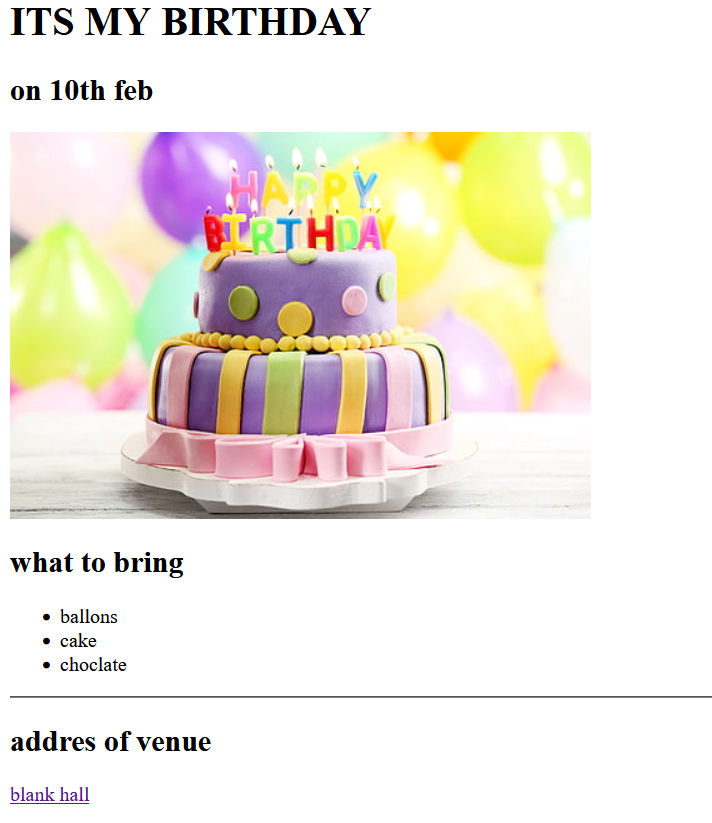 ITS MY BIRTHDAY
on 10th feb
HAPPY
BIRTHDAY
what to bring
ballons
cake
choclate
addres of venue
blank hall